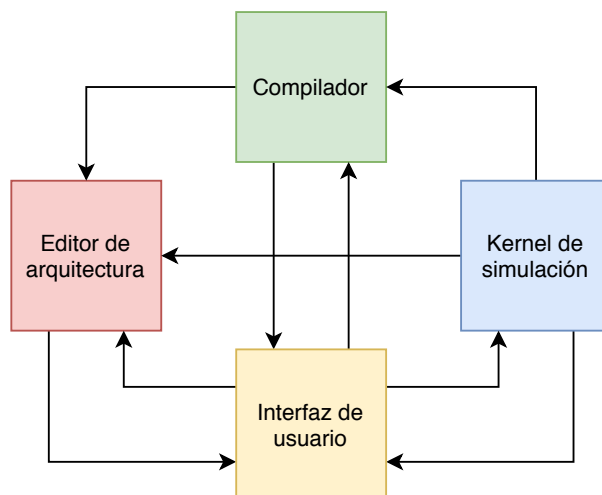 Compilador
Editor de
arquitectura
Kernel de
simulación
Interfaz de
usuario